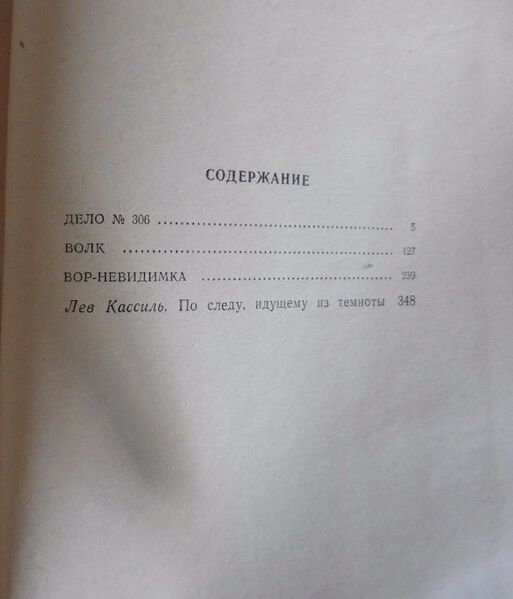 СОДЕРЖАНИЕ
ДЕЛО № 306 .................................. 5
ВОЛК .................................. 127
ВОР-НЕВИДИМКА .................................. 239
Лев Кассиль. По следу, идущему из темноты 348